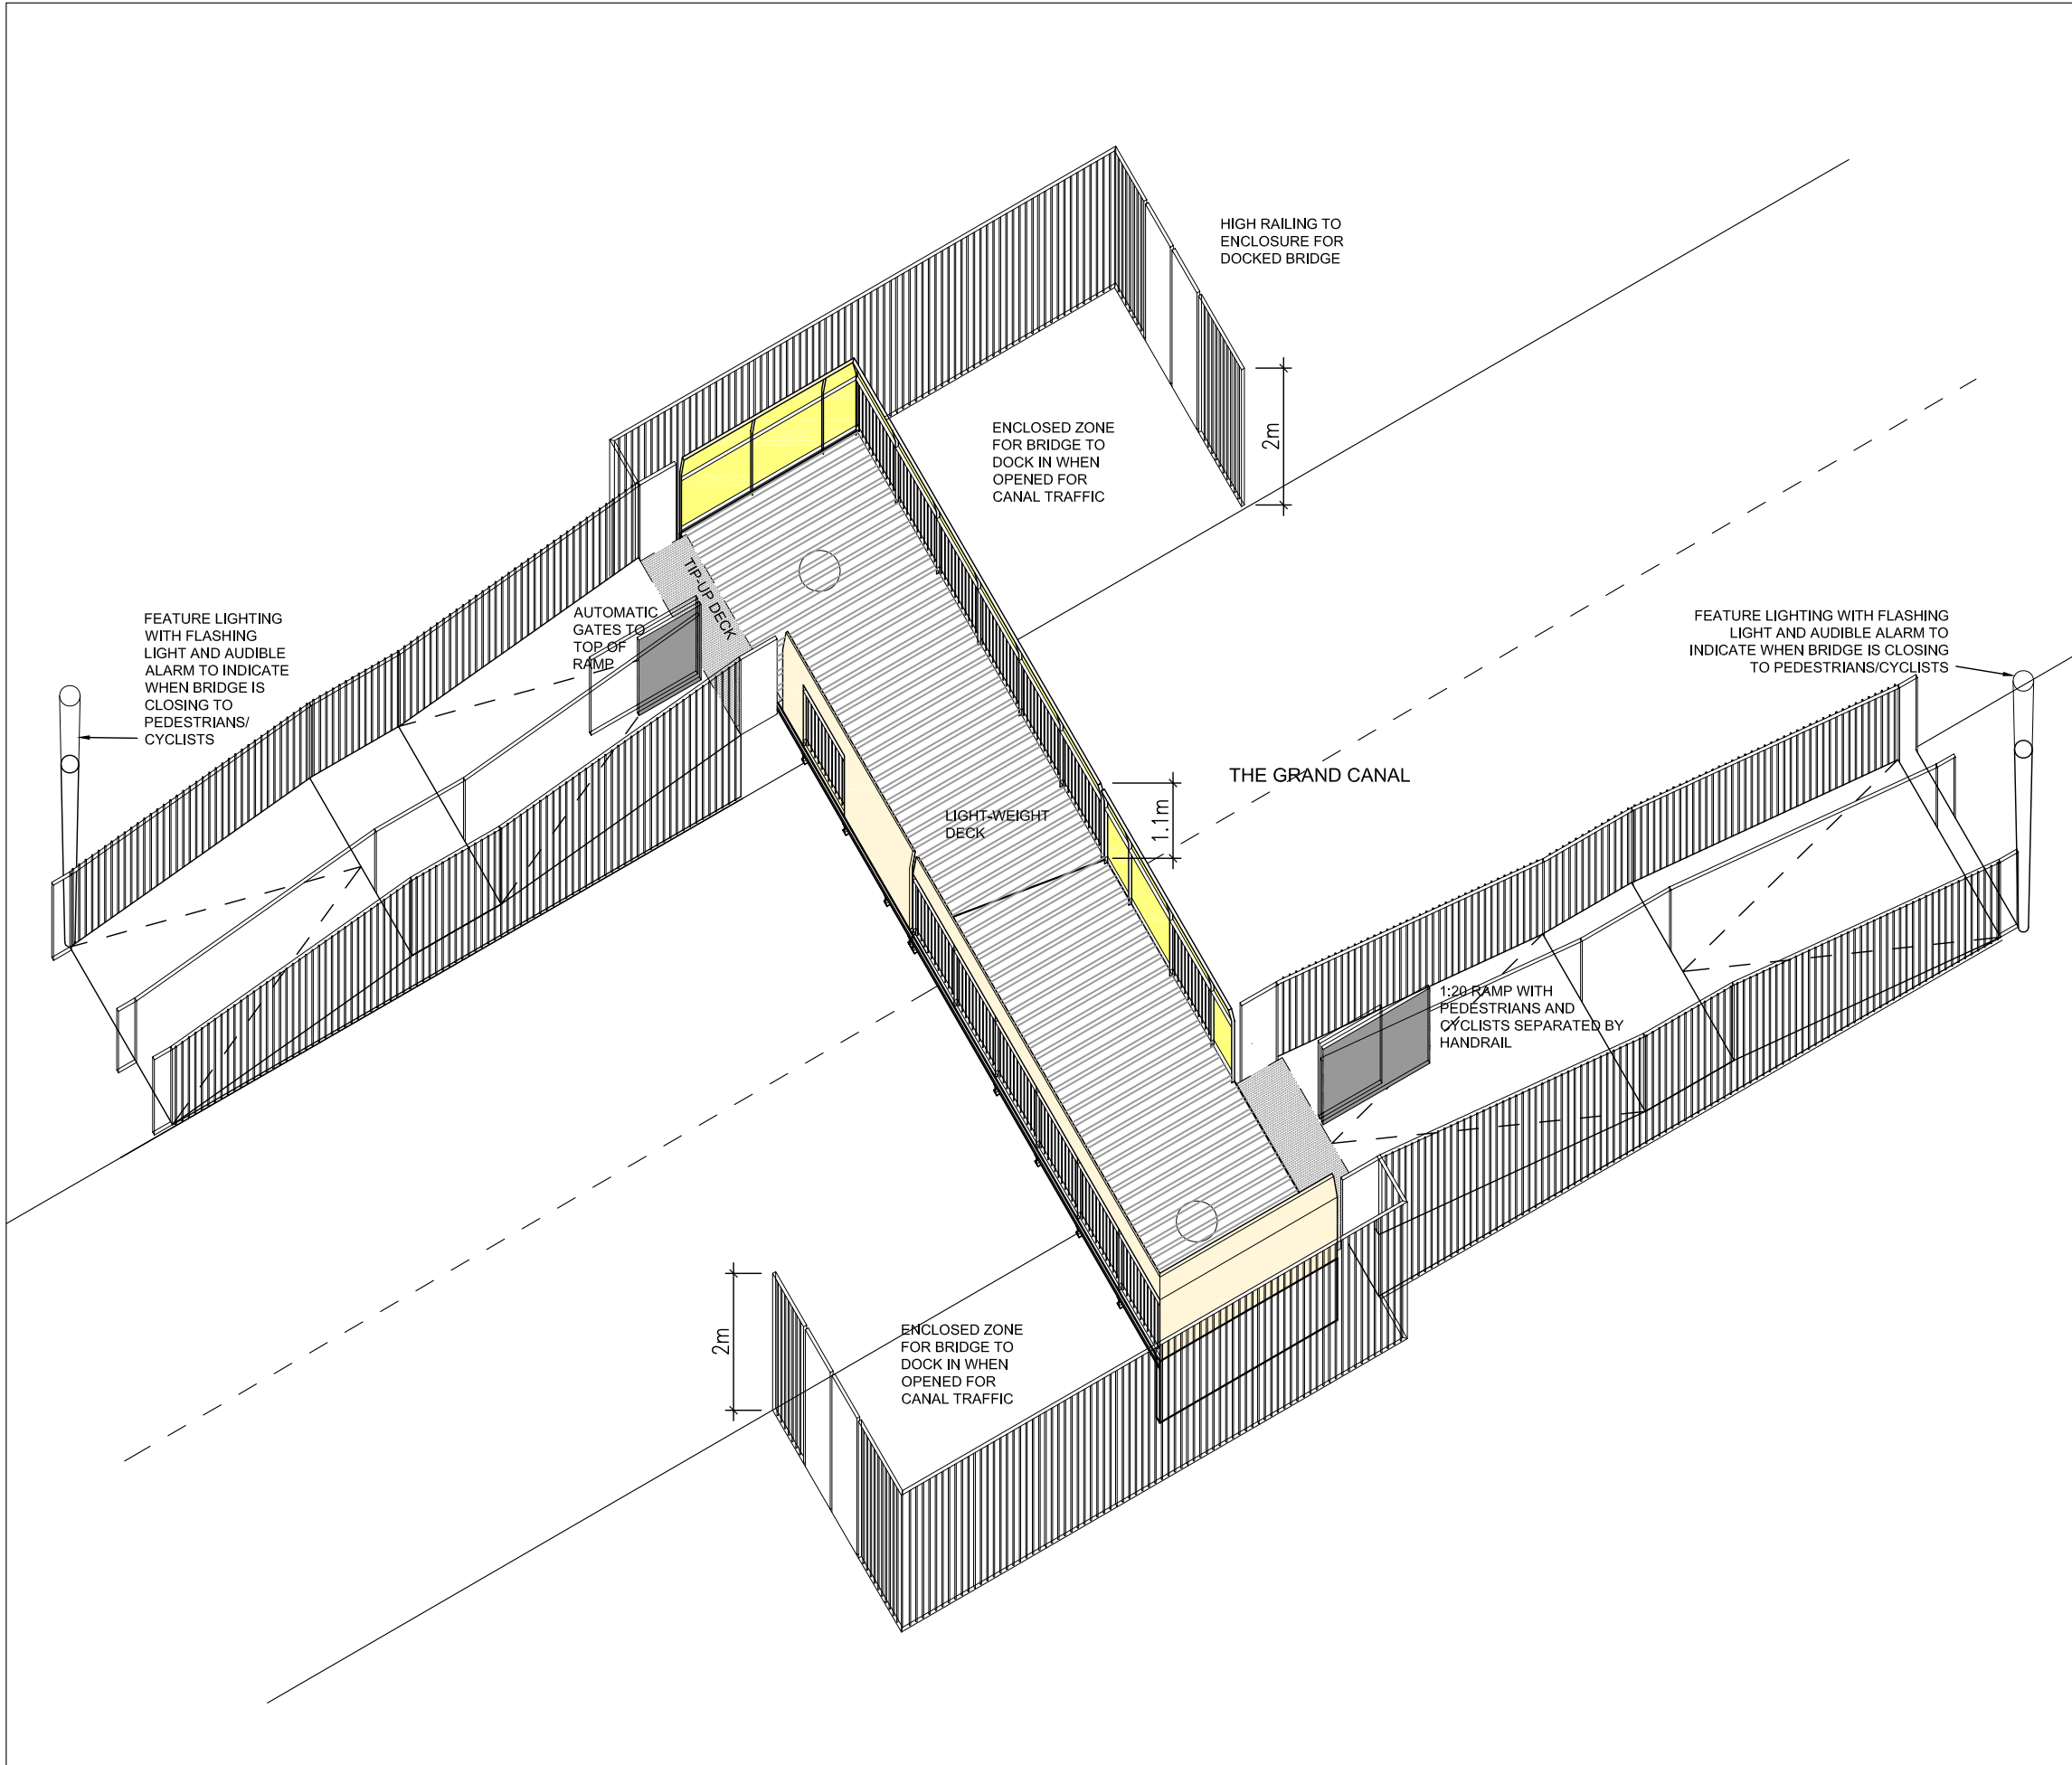 HIGH RAILING TO
ENCLOSURE FOR
DOCKED BRIDGE
ENCLOSED ZONE
FOR BRIDGE TO
DOCK IN WHEN
OPENED FOR
CANAL TRAFFIC
2m
TIP-UP DECK
AUTOMATIC
GATES TO
TOP OF
RAMP
FEATURE LIGHTING
WITH FLASHING
LIGHT AND AUDIBLE
ALARM TO INDICATE
WHEN BRIDGE IS
CLOSING TO
PEDESTRIANS/
CYCLISTS
FEATURE LIGHTING WITH FLASHING
LIGHT AND AUDIBLE ALARM TO
INDICATE WHEN BRIDGE IS CLOSING
TO PEDESTRIANS/CYCLISTS
THE GRAND CANAL
1.1m
LIGHT-WEIGHT
DECK
1:20 RAMP WITH
PEDESTRIANS AND
CYCLISTS SEPARATED BY
HANDRAIL
2m
ENCLOSED ZONE
FOR BRIDGE TO
DOCK IN WHEN
OPENED FOR
CANAL TRAFFIC